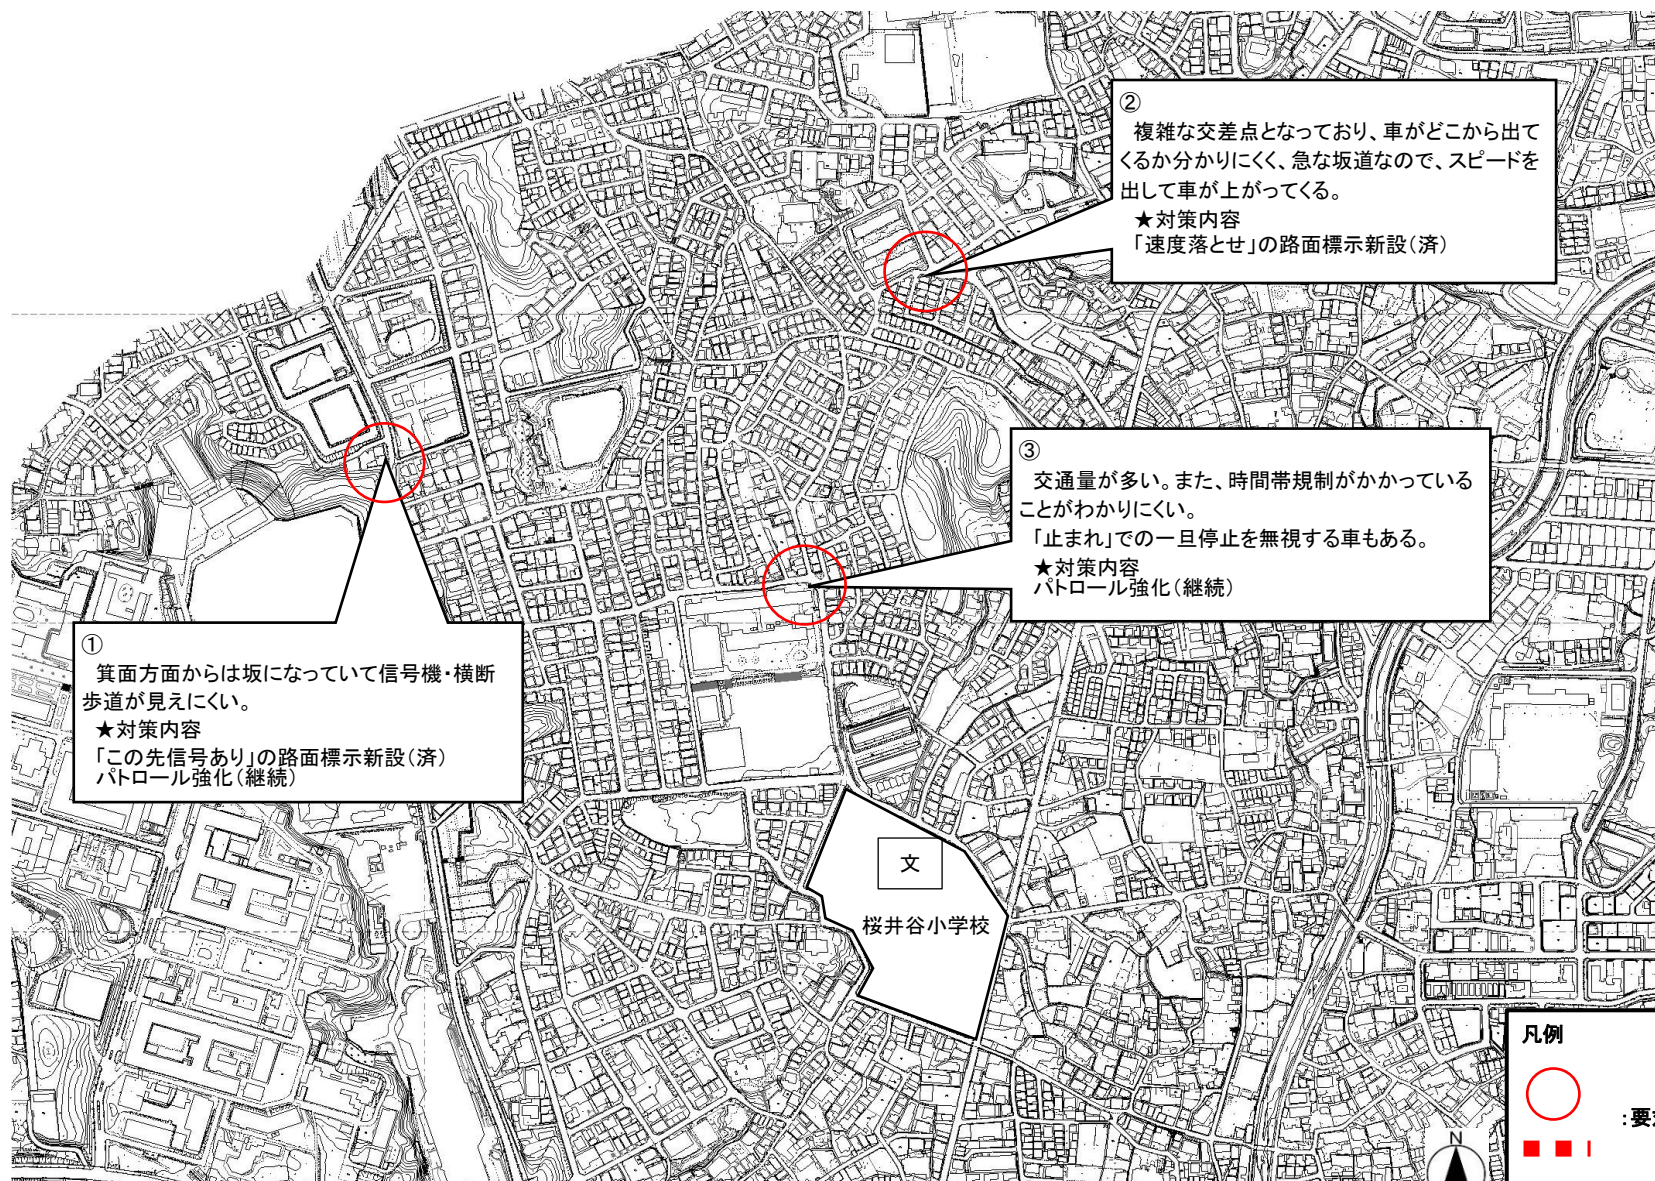 ②
複雑な交差点となっており、車がどこから出て
くるか分かりにくく、急な坂道なので、スピードを
出して車が上がってくる。
★対策内容
「速度落とせ」の路面標示新設(済)
③
交通量が多い。また、時間帯規制がかかっている
ことがわかりにくい。
「止まれ」での一旦停止を無視する車もある。
★対策内容
パトロール強化(継続)
①
箕面方面からは坂になっていて信号機・横断
歩道が見えにくい。
★対策内容
「この先信号あり」の路面標示新設(済)
パトロール強化(継続)
文
桜井谷小学校
凡例
:要
N